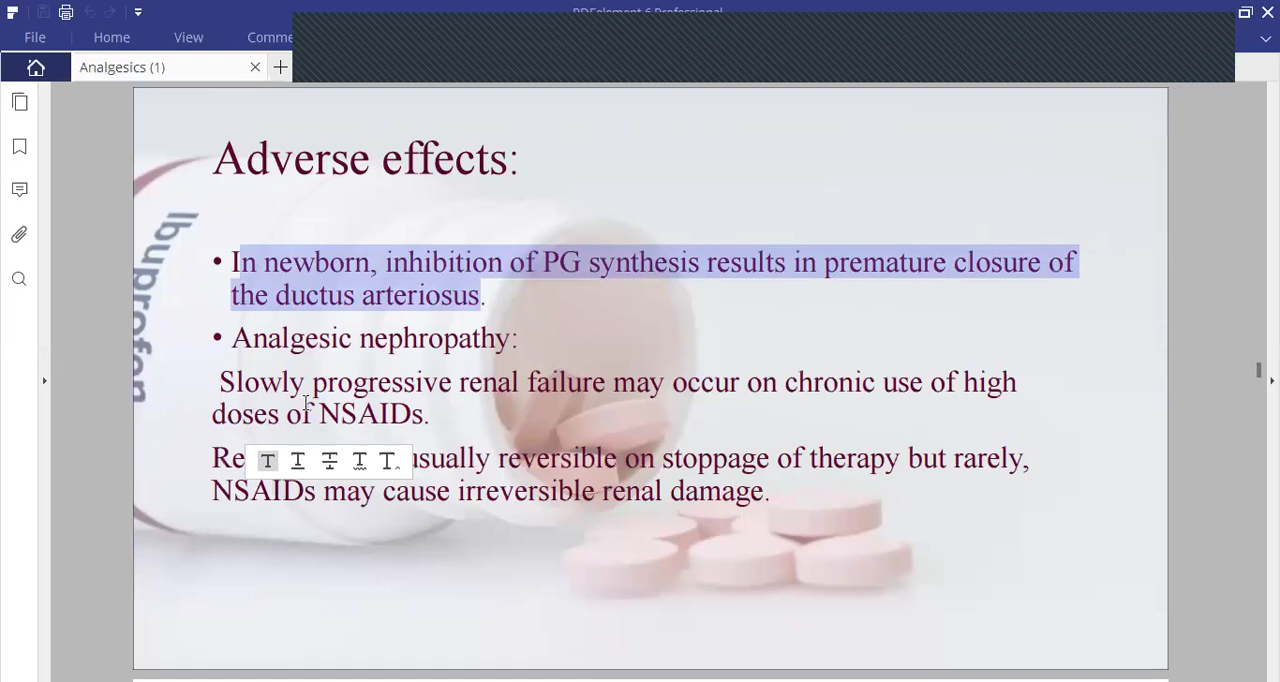 File
Home
View
Comme
Analgesics (1)
Adverse effects:
• In newborn, inhibition of PG synthesis results in premature closure of
the ductus arteriosus.
• Analgesic nephropathy:
Slowly progressive renal failure may occur on chronic use of high
doses of NSAIDs.
Re usually reversible on stoppage of therapy but rarely,
NSAIDs may cause irreversible renal damage.
Ibuprofen